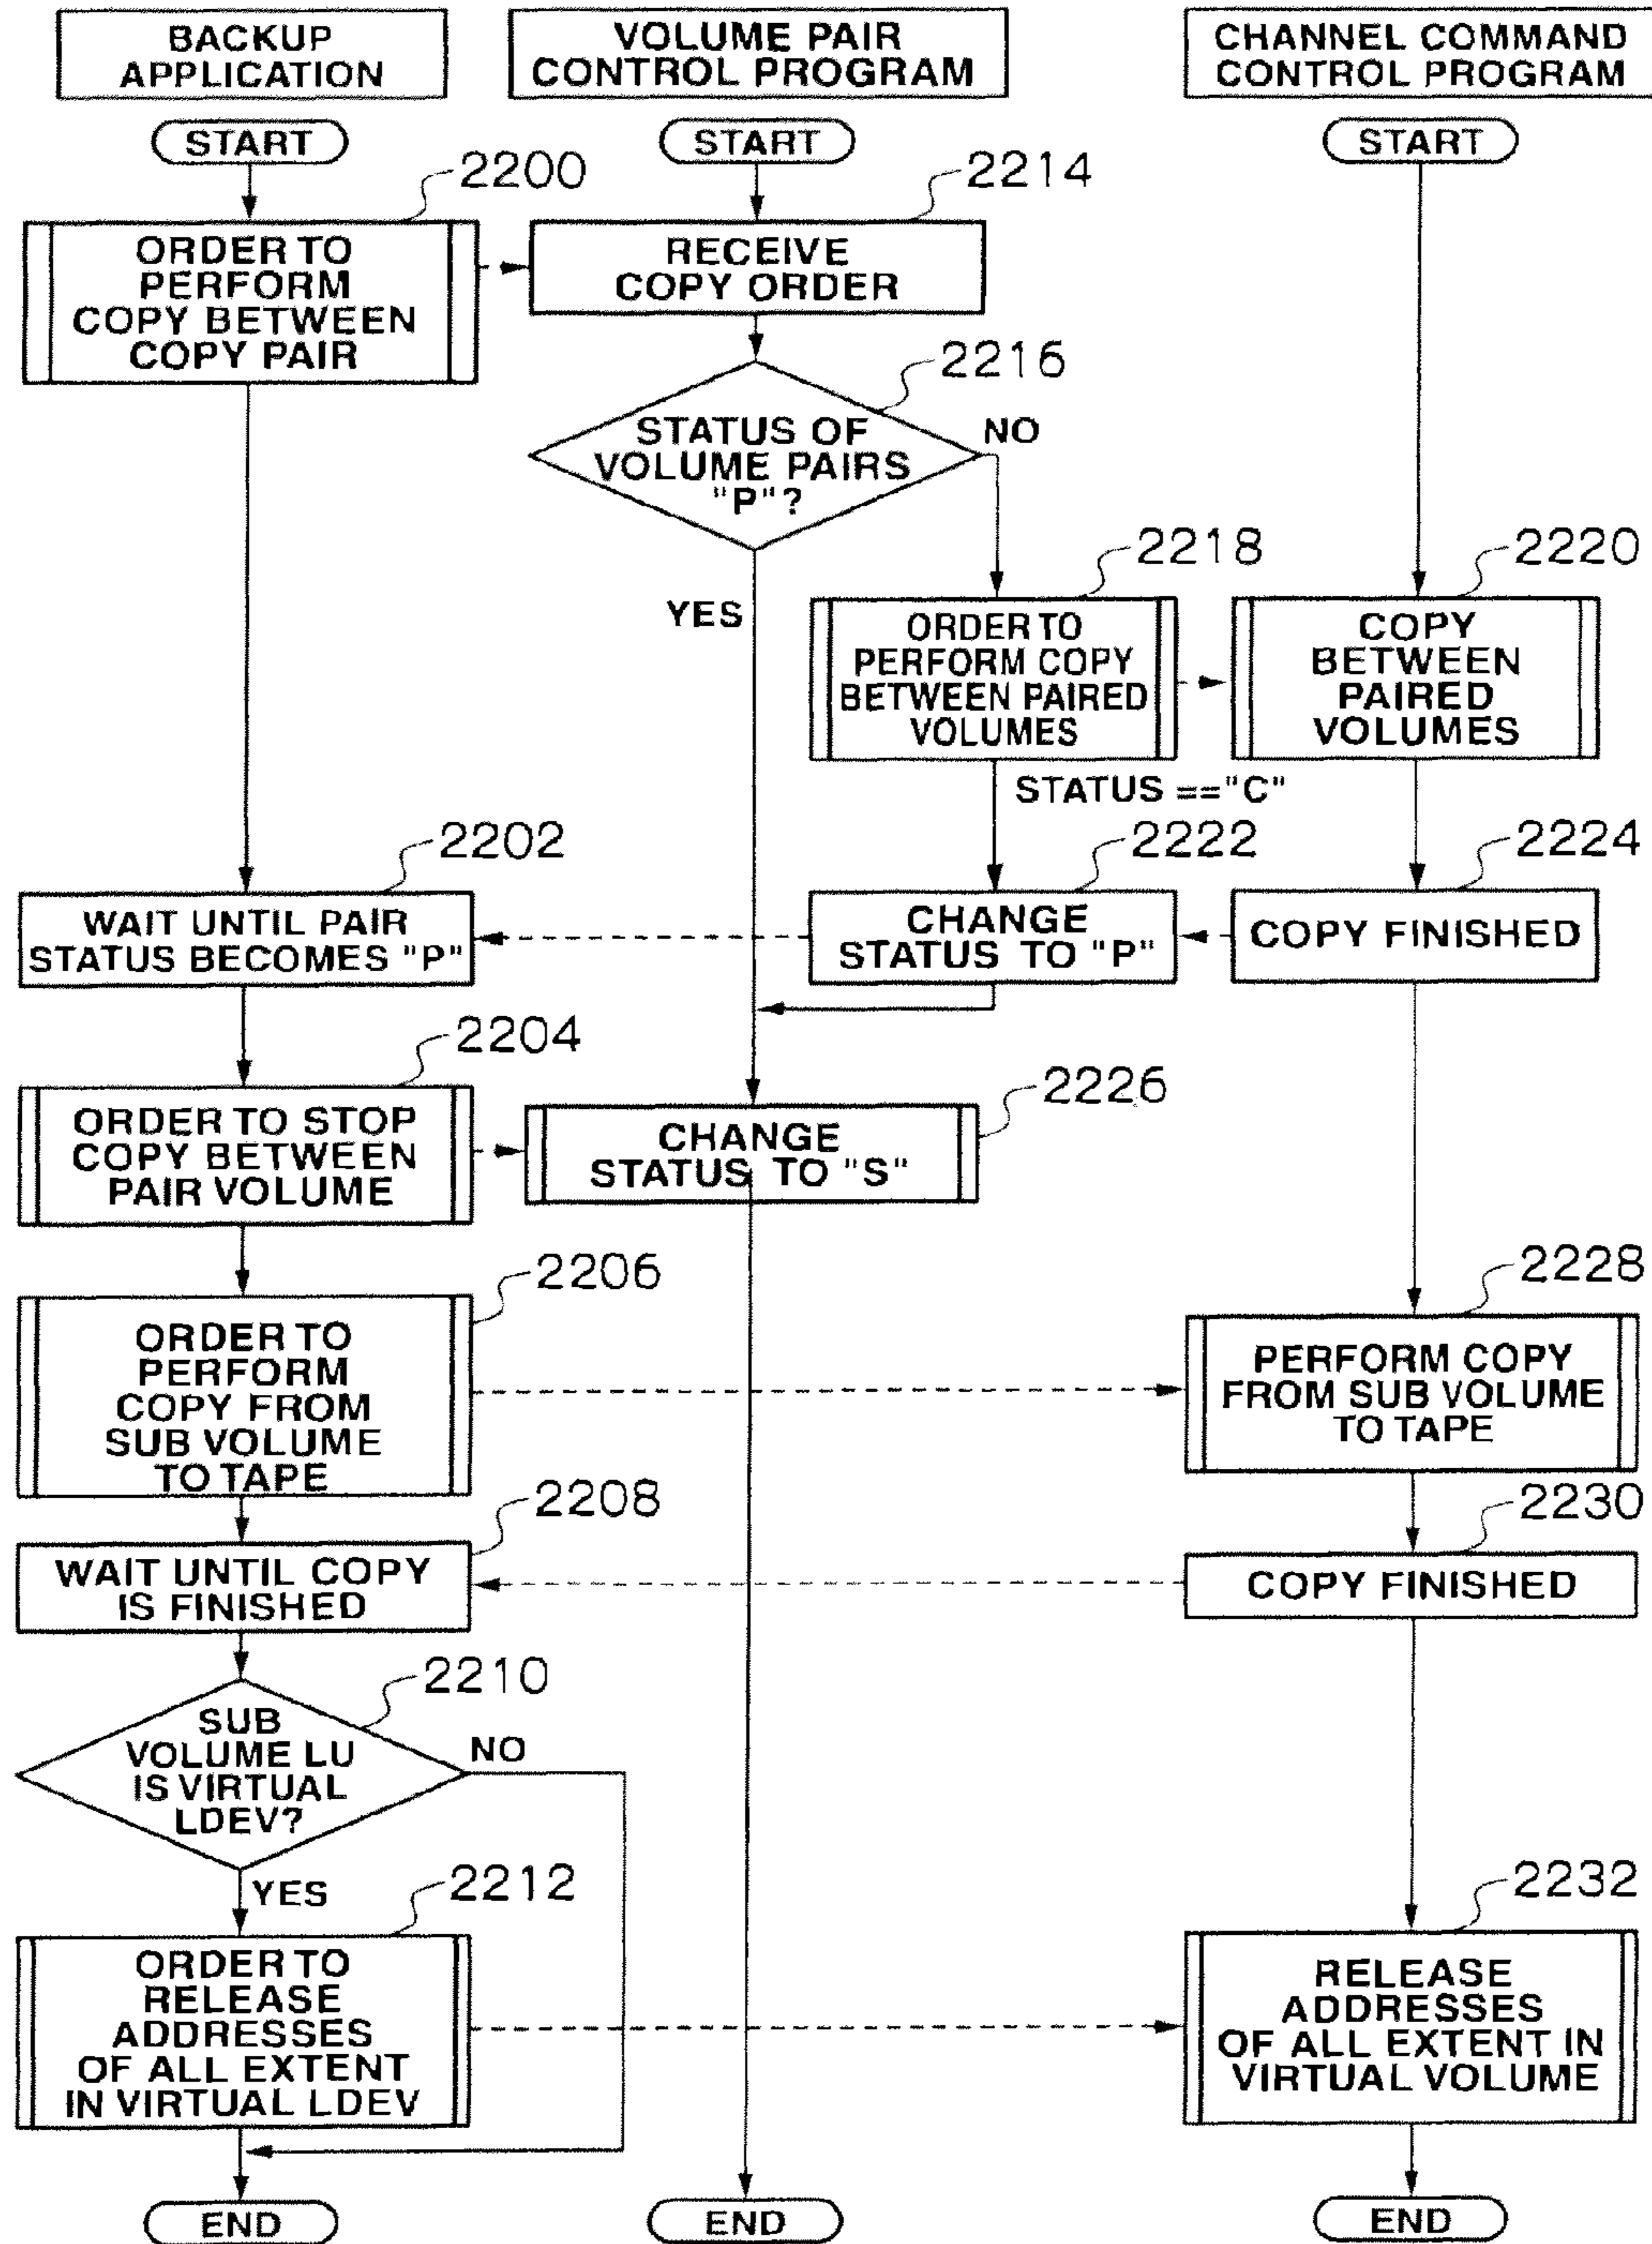 BACKUP
APPLICATION
VOLUME PAIR
CONTROL PROGRAM
CHANNEL COMMAND
CONTROL PROGRAM
START
START
START
2200
2214
ORDER TO
PERFORM
COPY BETWEEN
COPY PAIR
RECEIVE
COPY ORDER
2216
STATUS OF
VOLUME PAIRS
"P"?
NO
YES
2218
2220
ORDER TO
PERFORM COPY
BETWEEN PAIRED
VOLUMES
COPY
BETWEEN
PAIRED
VOLUMES
STATUS =="C"
2202
2222
2224
WAIT UNTIL PAIR
STATUS BECOMES "P"
CHANGE
STATUS TO "P"
COPY FINISHED
2204
2226
ORDER TO STOP
COPY BETWEEN
PAIR VOLUME
CHANGE
STATUS TO "S"
2206
2228
ORDER TO
PERFORM
COPY FROM
SUB VOLUME
TO TAPE
PERFORM COPY
FROM SUB VOLUME
TO TAPE
2208
2230
WAIT UNTIL COPY
IS FINISHED
COPY FINISHED
2210
SUB
VOLUME LU
IS VIRTUAL
LDEV?
NO
YES
2212
2232
ORDER TO
RELEASE
ADDRESSES
OF ALL EXTENT
IN VIRTUAL LDEV
RELEASE
ADDRESSES
OF ALL EXTENT IN
VIRTUAL VOLUME
END
END
END